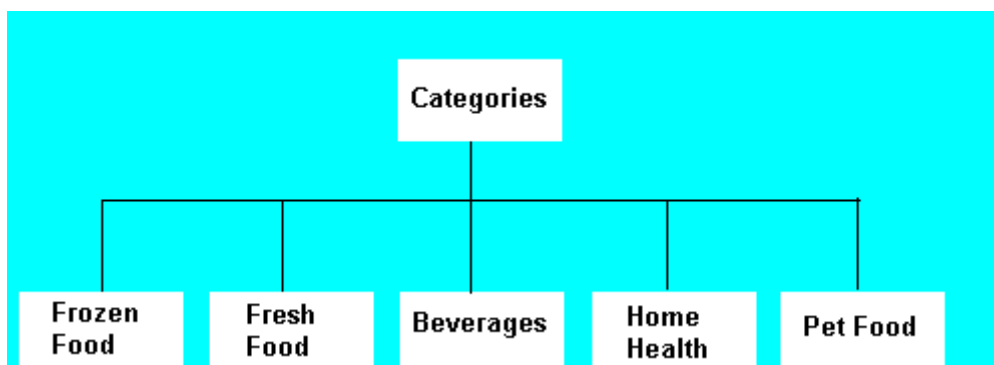 Categories
Frozen
Food
Fresh
Food
Beverages
Home
Health
Pet Food